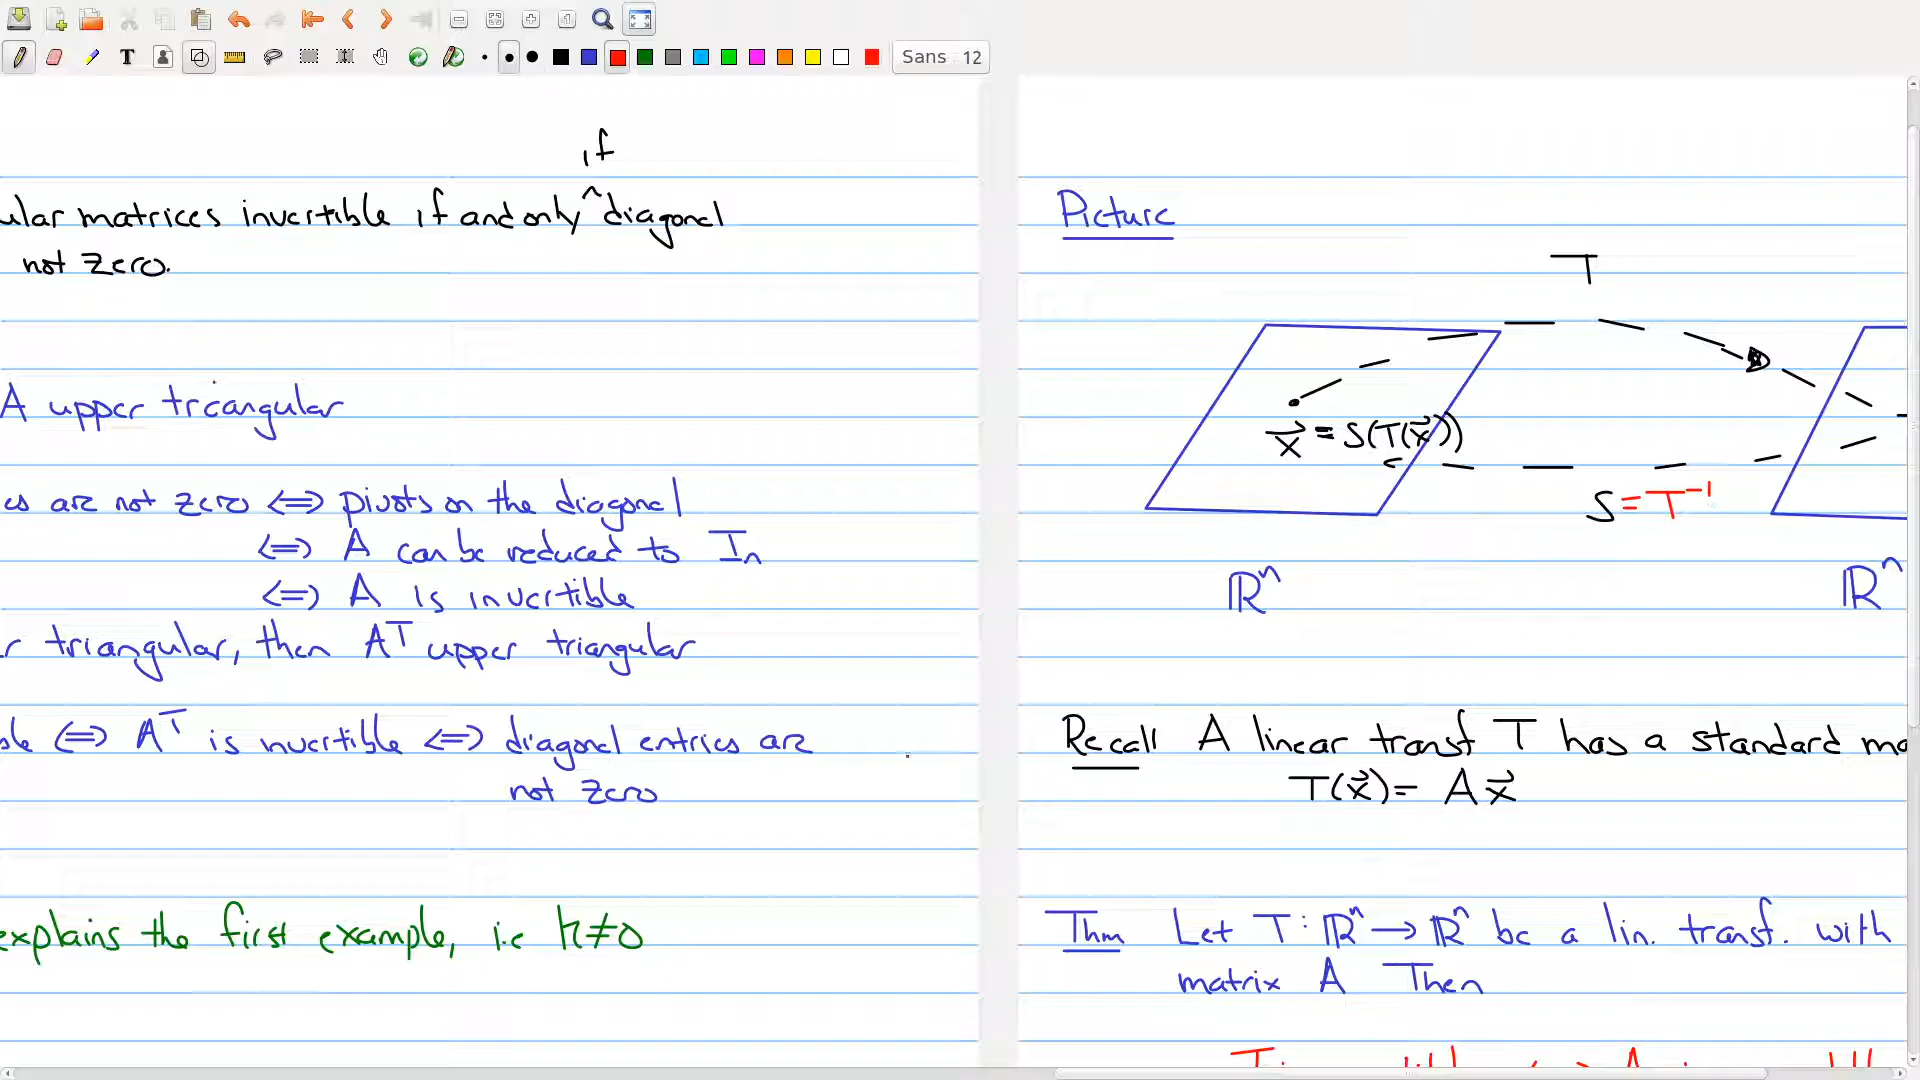 Sans 12
if
ular matrices invertible if and only ^ diagonal
not zero.
A upper triangular
es are not zero ⟺ pivots on the diagonal
⟺ A can be reduced to Iₙ
⟺ A is invertible
r triangular, then Aᵀ upper triangular
ble ⟺ Aᵀ is invertible ⟺ diagonal entries are
not zero
explains the first example, i.e k≠0
Picture
T
x⃗ = S(T(x⃗))
S = T⁻¹
ℝⁿ ℝⁿ
Recall A linear transf T has a standard ma
T(x⃗) = A x⃗
Thm Let T: ℝⁿ → ℝⁿ be a lin. transf. with
matrix A Then